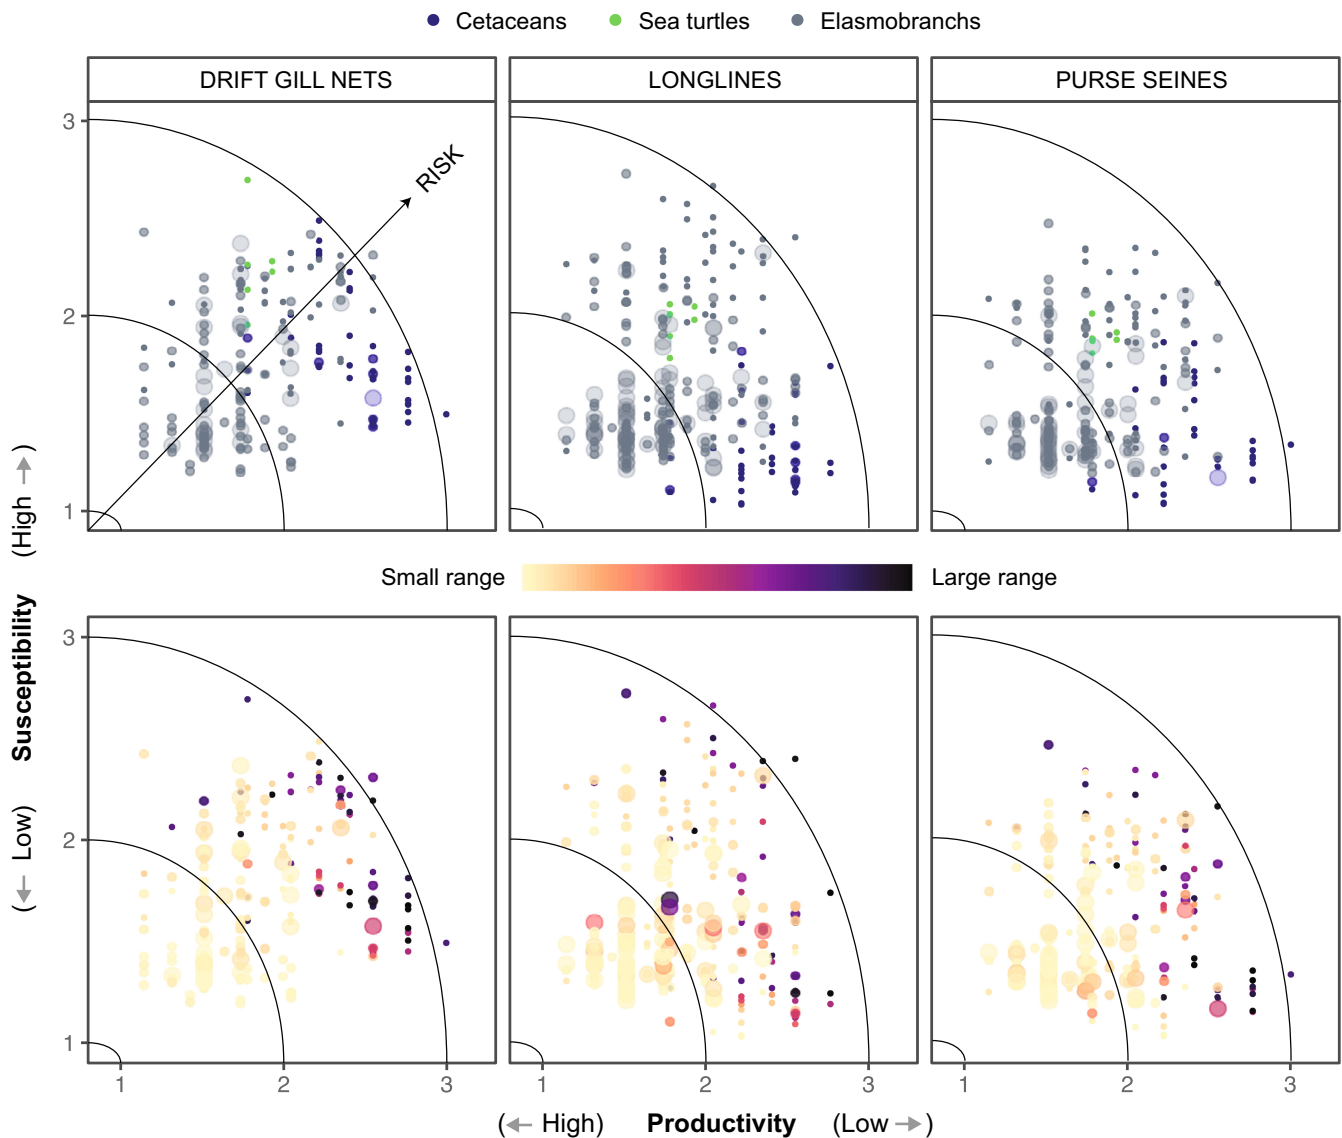 Cetaceans Sea turtles Elasmobranchs
DRIFT GILL NETS LONGLINES PURSE SEINES
3
2
1
RISK
Small range Large range
3
2
1
1 2 3 1 2 3 1 2 3
(← Low) Susceptibility (High →)
(← High) Productivity (Low →)